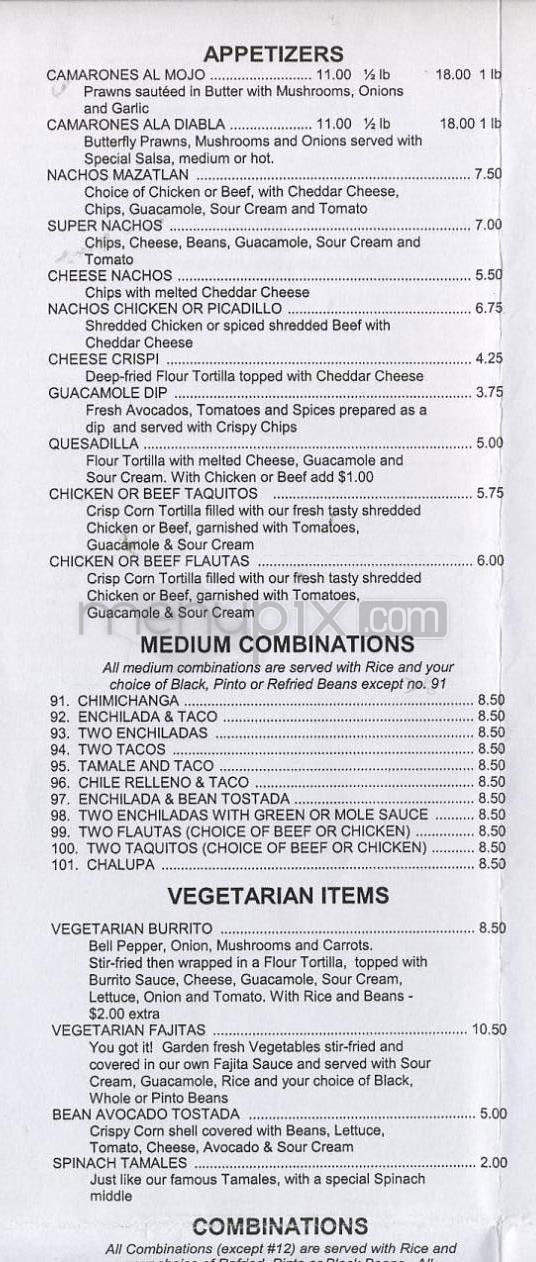 APPETIZERS
CAMARONES AL MOJO ......................... 11.00 ½ lb 18.00 1 lb
Prawns sautéed in Butter with Mushrooms, Onions
and Garlic
CAMARONES ALA DIABLA .................... 11.00 ½ lb 18.00 1 lb
Butterfly Prawns, Mushrooms and Onions served with
Special Salsa, medium or hot.
NACHOS MAZATLAN .................................................................. 7.50
Choice of Chicken or Beef, with Cheddar Cheese,
Chips, Guacamole, Sour Cream and Tomato
SUPER NACHOS ......................................................................... 7.00
Chips, Cheese, Beans, Guacamole, Sour Cream and
Tomato
CHEESE NACHOS ....................................................................... 5.50
Chips with melted Cheddar Cheese
NACHOS CHICKEN OR PICADILLO ............................................ 6.75
Shredded Chicken or spiced shredded Beef with
Cheddar Cheese
CHEESE CRISPI .......................................................................... 4.25
Deep-fried Flour Tortilla topped with Cheddar Cheese
GUACAMOLE DIP ........................................................................ 3.75
Fresh Avocados, Tomatoes and Spices prepared as a
dip and served with Crispy Chips
QUESADILLA ............................................................................... 5.00
Flour Tortilla with melted Cheese, Guacamole and
Sour Cream. With Chicken or Beef add $1.00
CHICKEN OR BEEF TAQUITOS ................................................ 5.75
Crisp Corn Tortilla filled with our fresh tasty shredded
Chicken or Beef, garnished with Tomatoes,
Guacamole & Sour Cream
CHICKEN OR BEEF FLAUTAS .................................................... 6.00
Crisp Corn Tortilla filled with our fresh tasty shredded
Chicken or Beef, garnished with Tomatoes,
Guacamole & Sour Cream
menupix.com
MEDIUM COMBINATIONS
All medium combinations are served with Rice and your
choice of Black, Pinto or Refried Beans except no. 91
91. CHIMICHANGA ...................................................................... 8.50
92. ENCHILADA & TACO ............................................................. 8.50
93. TWO ENCHILADAS ............................................................... 8.50
94. TWO TACOS ......................................................................... 8.50
95. TAMALE AND TACO .............................................................. 8.50
96. CHILE RELLENO & TACO ..................................................... 8.50
97. ENCHILADA & BEAN TOSTADA ............................................ 8.50
98. TWO ENCHILADAS WITH GREEN OR MOLE SAUCE .......... 8.50
99. TWO FLAUTAS (CHOICE OF BEEF OR CHICKEN) .............. 8.50
100. TWO TAQUITOS (CHOICE OF BEEF OR CHICKEN) .......... 8.50
101. CHALUPA ........................................................................... 8.50
VEGETARIAN ITEMS
VEGETARIAN BURRITO .............................................................. 8.50
Bell Pepper, Onion, Mushrooms and Carrots.
Stir-fried then wrapped in a Flour Tortilla, topped with
Burrito Sauce, Cheese, Guacamole, Sour Cream,
Lettuce, Onion and Tomato. With Rice and Beans -
$2.00 extra
VEGETARIAN FAJITAS .............................................................. 10.50
You got it! Garden fresh Vegetables stir-fried and
covered in our own Fajita Sauce and served with Sour
Cream, Guacamole, Rice and your choice of Black,
Whole or Pinto Beans
BEAN AVOCADO TOSTADA ....................................................... 5.00
Crispy Corn shell covered with Beans, Lettuce,
Tomato, Cheese, Avocado & Sour Cream
SPINACH TAMALES .................................................................... 2.00
Just like our famous Tamales, with a special Spinach
middle
COMBINATIONS
All Combinations (except #12) are served with Rice and